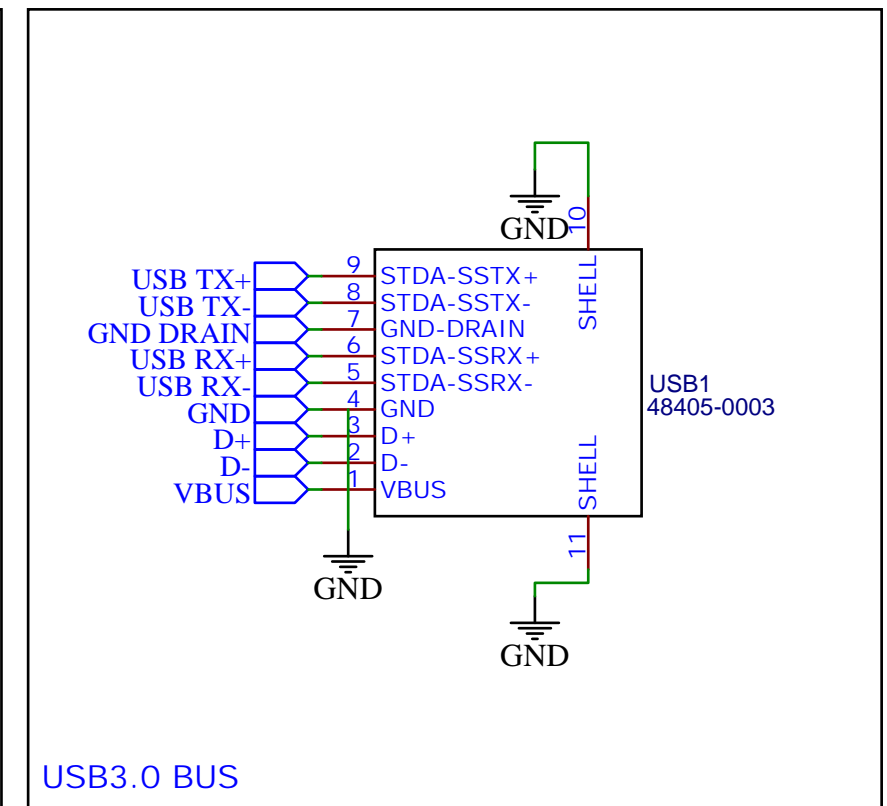 GND
10
SHELL
USB TX+ 9 STDA-SSTX+
USB TX- 8 STDA-SSTX-
GND DRAIN 7 GND-DRAIN
USB RX+ 6 STDA-SSRX+
USB RX- 5 STDA-SSRX-
GND 4 GND
D+ 3 D+
D- 2 D-
VBUS 1 VBUS
USB1
48405-0003
SHELL
11
GND
GND
USB3.0 BUS